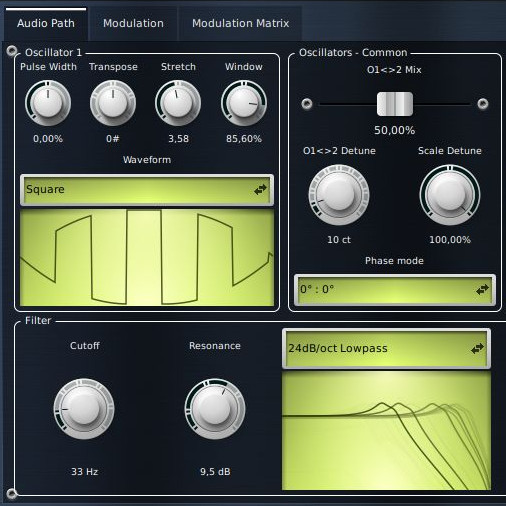 Audio Path
Modulation
Modulation Matrix
Oscillator 1
Pulse Width
Transpose
Stretch
Window
0,00%
0#
3,58
85,60%
Waveform
Square
Oscillators - Common
O1<>2 Mix
50,00%
O1<>2 Detune
Scale Detune
10 ct
100,00%
Phase mode
0° : 0°
Filter
Cutoff
Resonance
33 Hz
9,5 dB
24dB/oct Lowpass